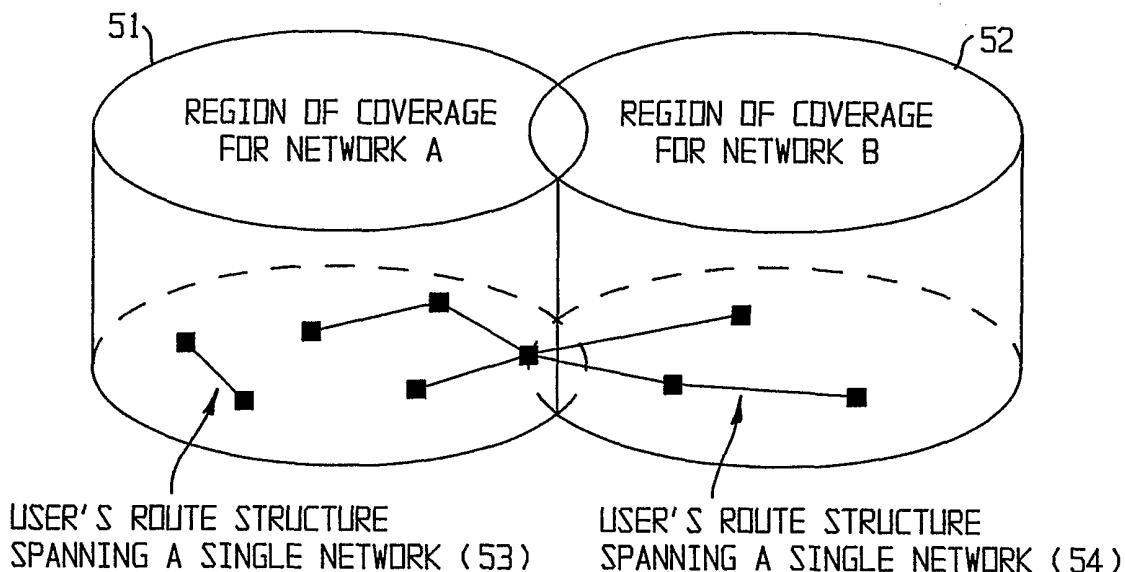 51
52
REGION OF COVERAGE
FOR NETWORK A
REGION OF COVERAGE
FOR NETWORK B
USER'S ROUTE STRUCTURE
SPANNING A SINGLE NETWORK (53)
USER'S ROUTE STRUCTURE
SPANNING A SINGLE NETWORK (54)